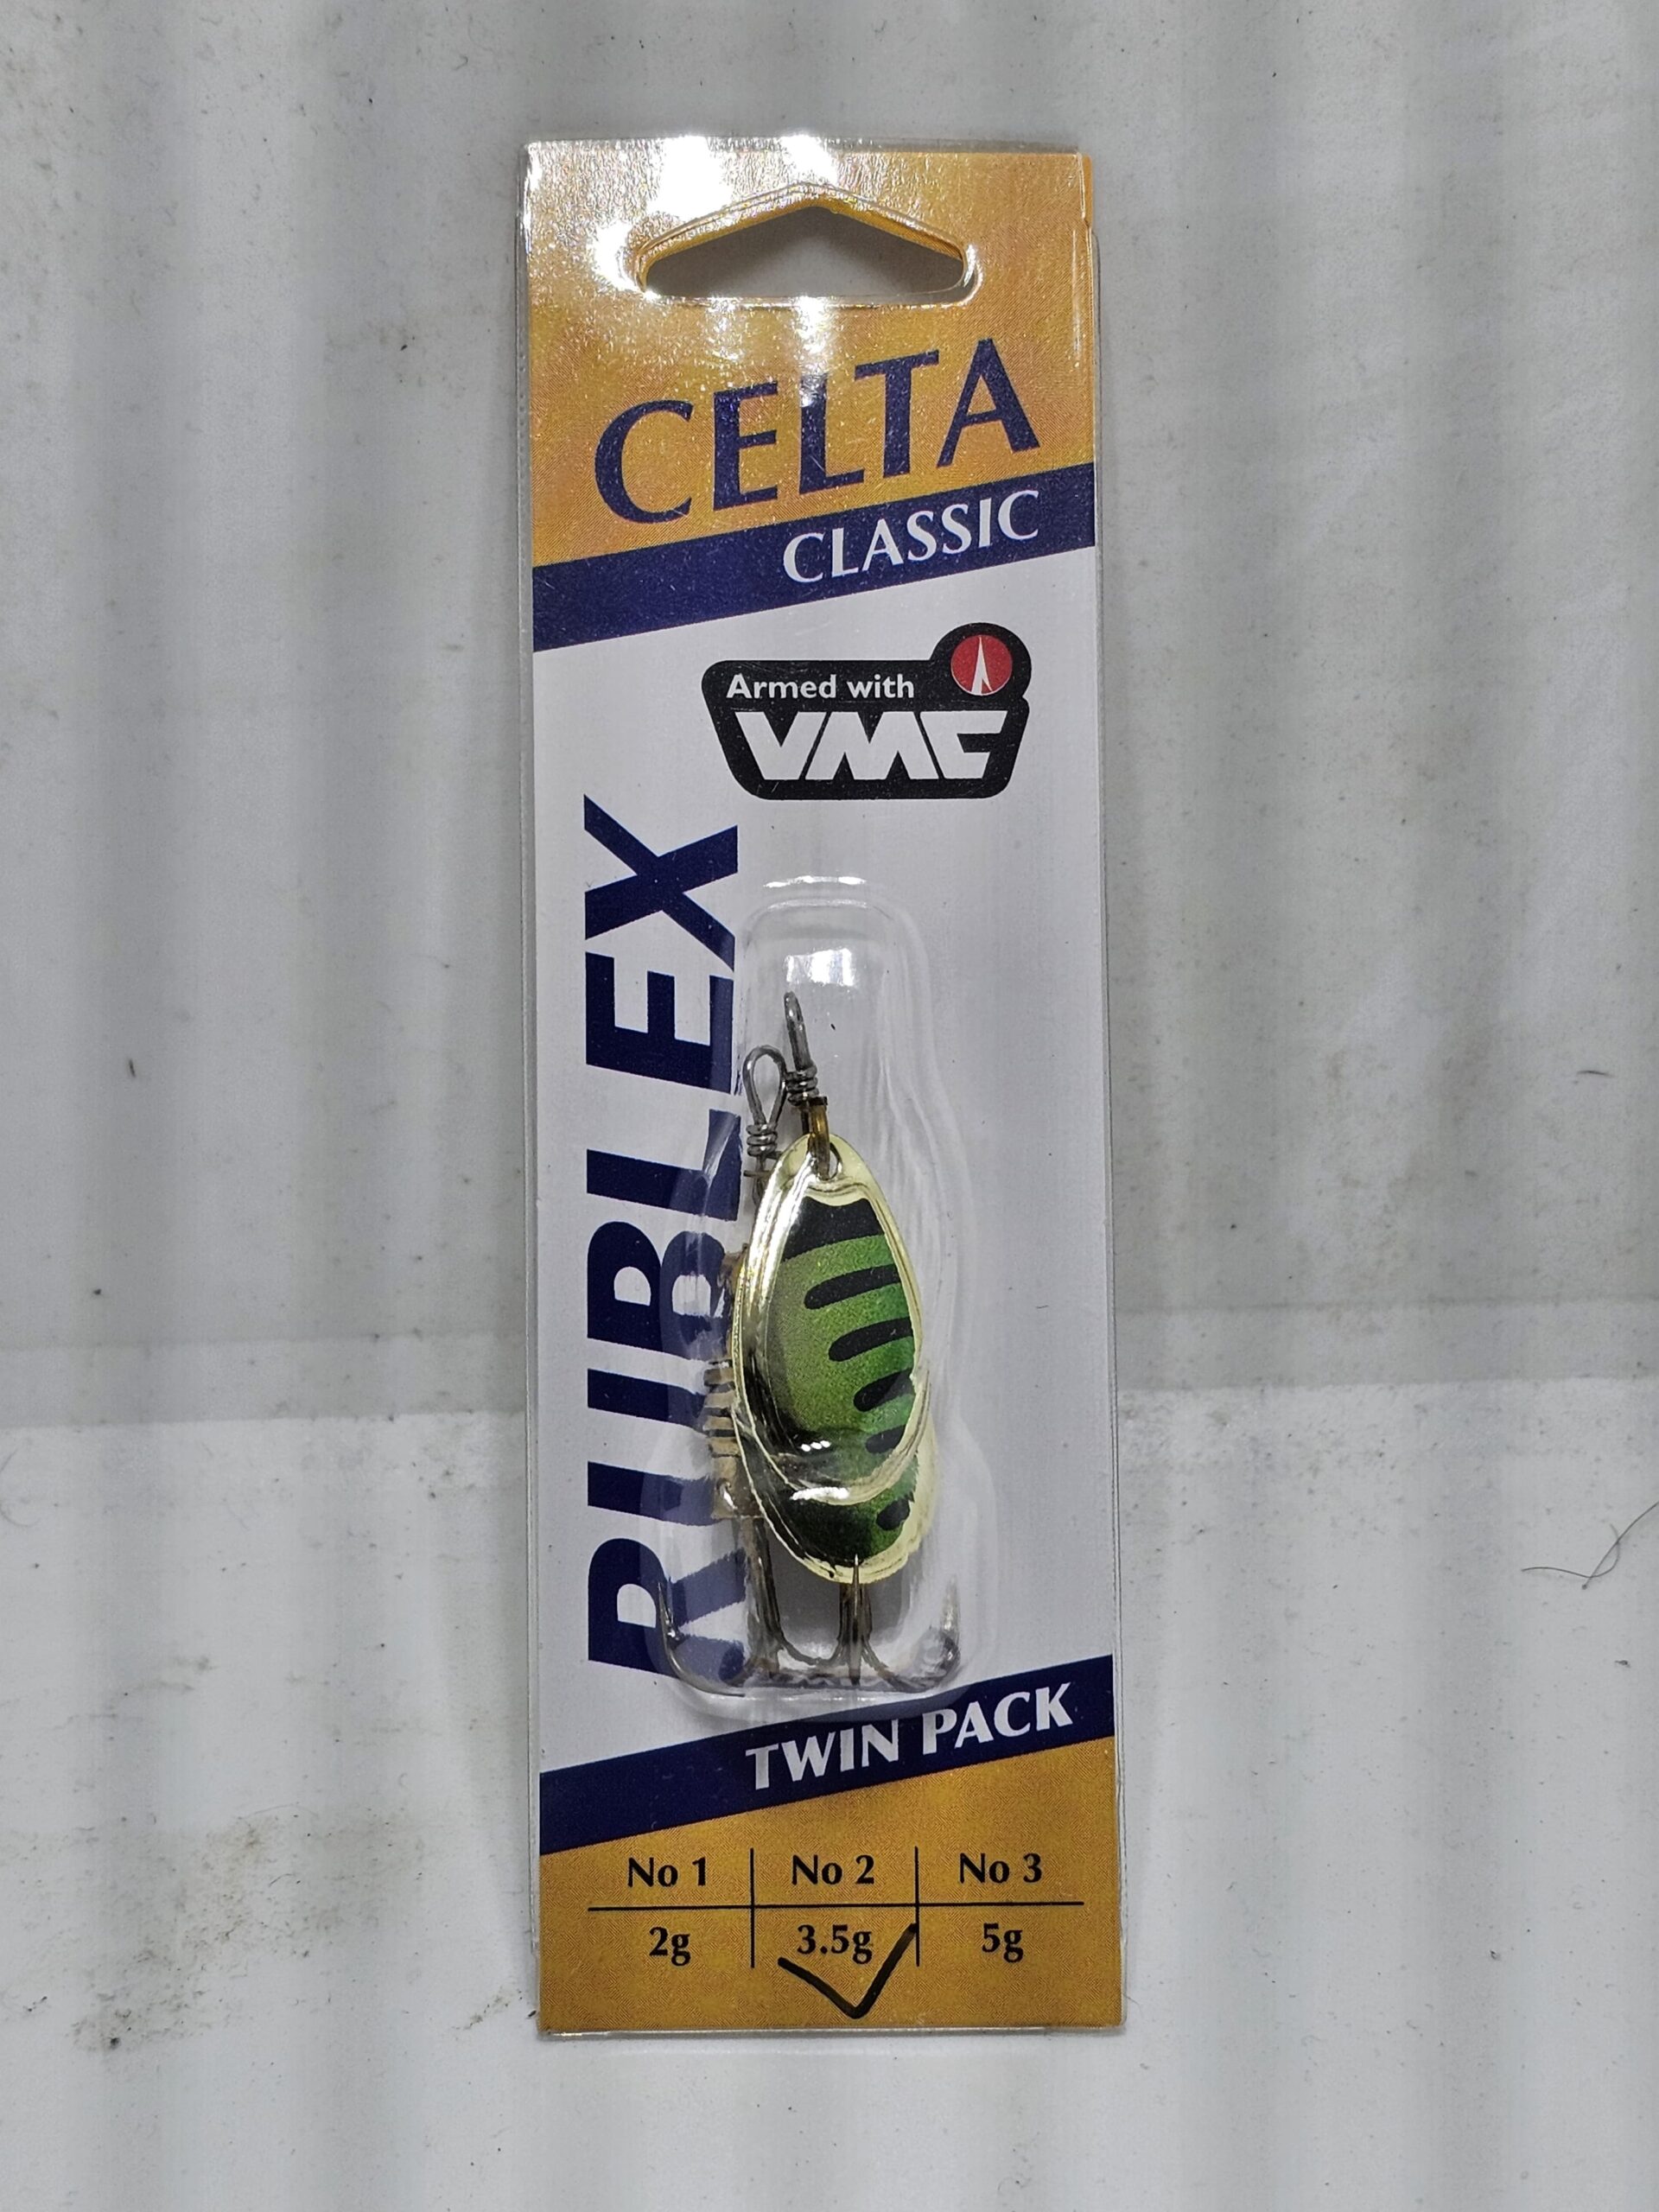 CELTA
CLASSIC
Armed with
VMC
RUBLEX
TWIN PACK
No 1 No 2 No 3
2g 3.5g 5g